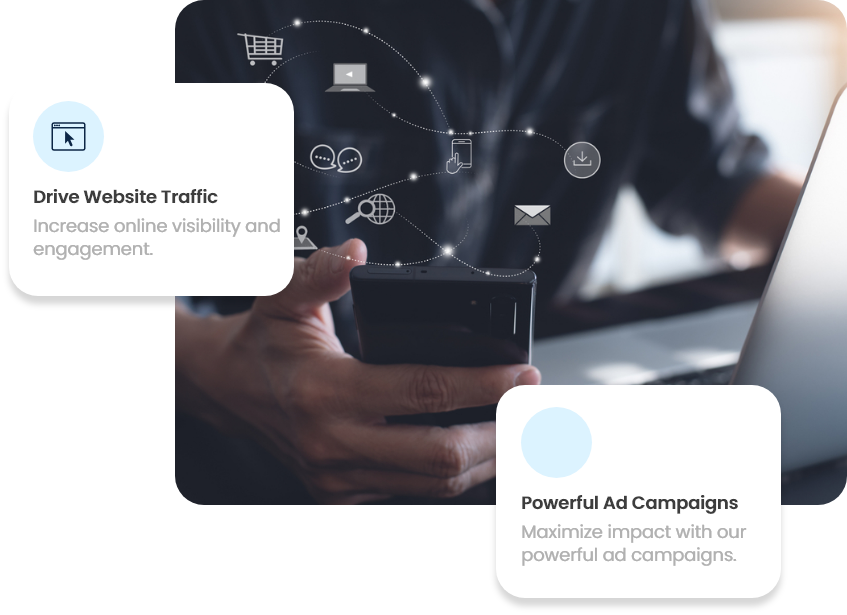 Drive Website Traffic
Increase online visibility and
engagement.
Powerful Ad Campaigns
Maximize impact with our
powerful ad campaigns.